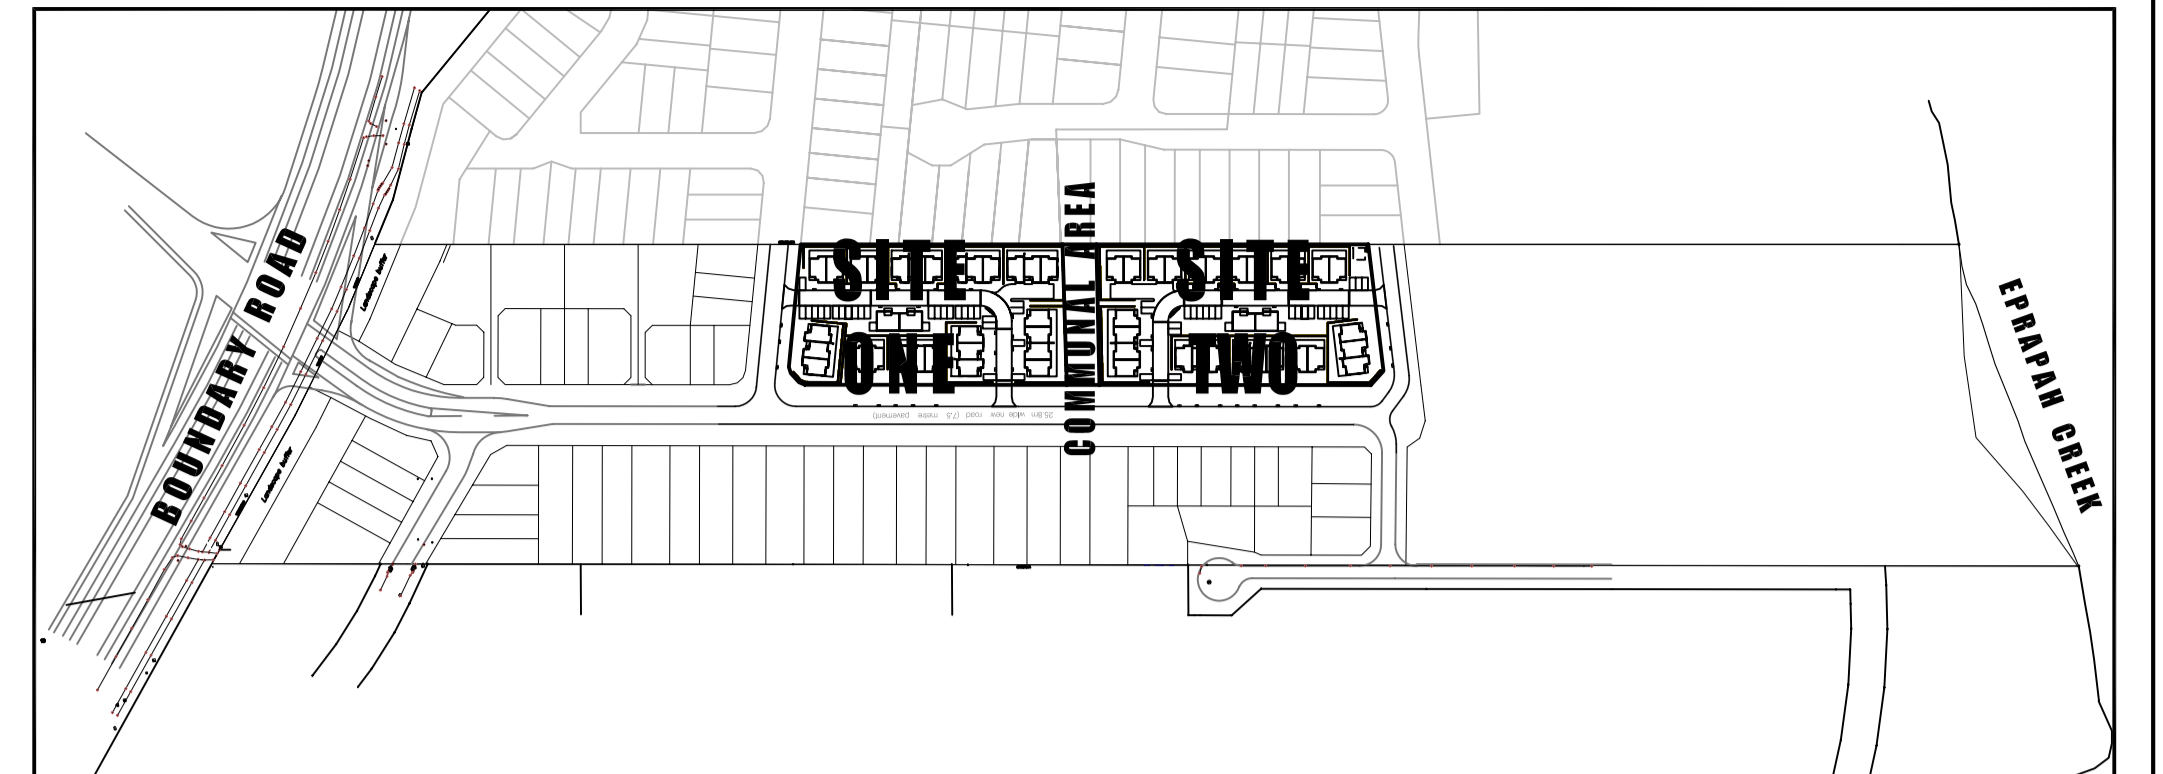 BOUNDARY ROAD
Landscape buffer
Landscape buffer
SITE
ONE
COMMUNAL AREA
SITE
TWO
25.8m wide new road (7.5 metre pavement)
EPRAPAH CREEK